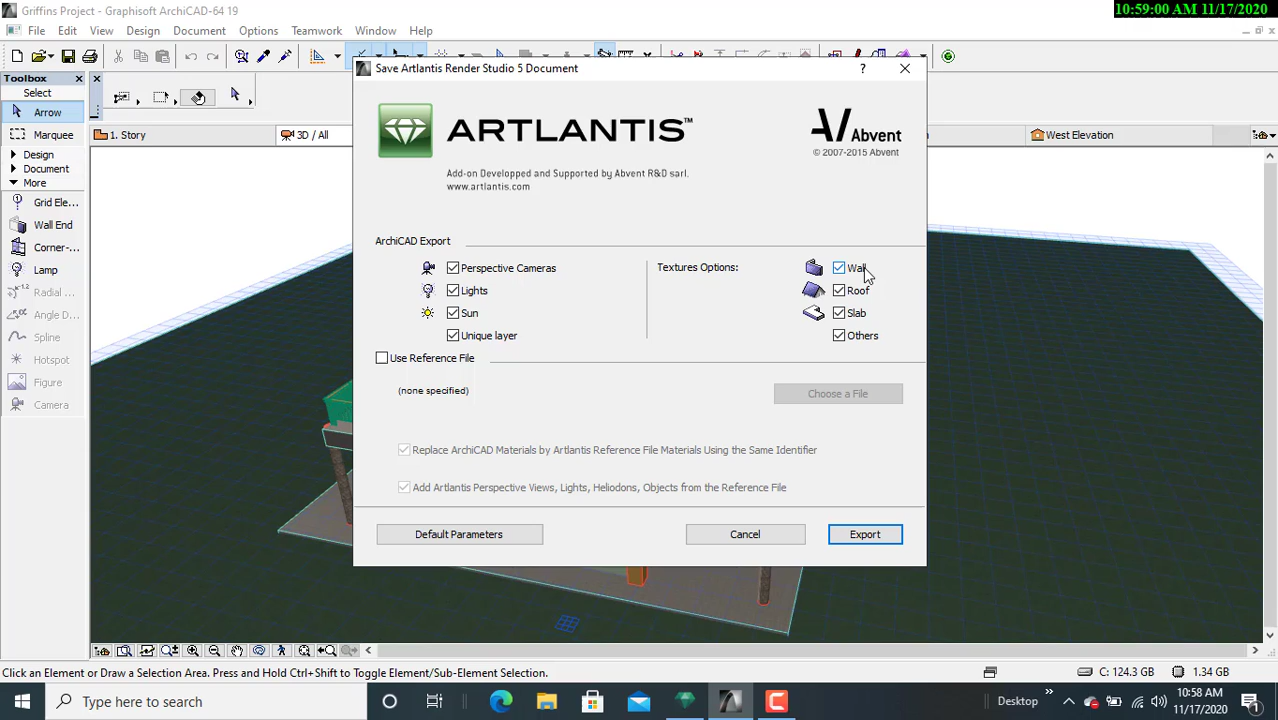 Griffins Project - Graphisoft ArchiCAD-64 19
10:59:00 AM 11/17/2020
File Edit View Design Document Options Teamwork Window Help
Toolbox
Select
Arrow
Marquee
Design
Document
More
Grid Ele...
Wall End
Corner-...
Lamp
Radial ...
Angle D...
Spline
Hotspot
Figure
Camera
1. Story
3D / All
West Elevation
Save Artlantis Render Studio 5 Document
ARTLANTIS™
Abvent
© 2007-2015 Abvent
Add-on Developped and Supported by Abvent R&D sarl.
www.artlantis.com
ArchiCAD Export
Perspective Cameras
Lights
Sun
Unique layer
Textures Options:
Wall
Roof
Slab
Others
Use Reference File
(none specified)
Choose a File
Replace ArchiCAD Materials by Artlantis Reference File Materials Using the Same Identifier
Add Artlantis Perspective Views, Lights, Heliodons, Objects from the Reference File
Default Parameters
Cancel
Export
Click an Element or Draw a Selection Area. Press and Hold Ctrl+Shift to Toggle Element/Sub-Element Selection.
C: 124.3 GB
1.34 GB
Type here to search
Desktop
10:58 AM
11/17/2020
1